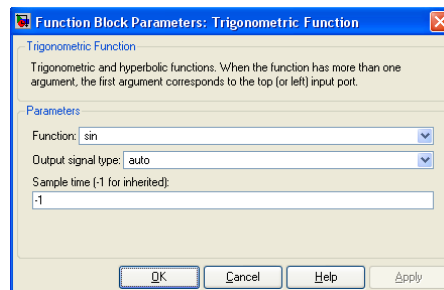 Function Block Parameters: Trigonometric Function
Trigonometric Function
Trigonometric and hyperbolic functions. When the function has more than one
argument, the first argument corresponds to the top (or left) input port.
Parameters
Function: sin
Output signal type: auto
Sample time (-1 for inherited):
-1
OK Cancel Help Apply